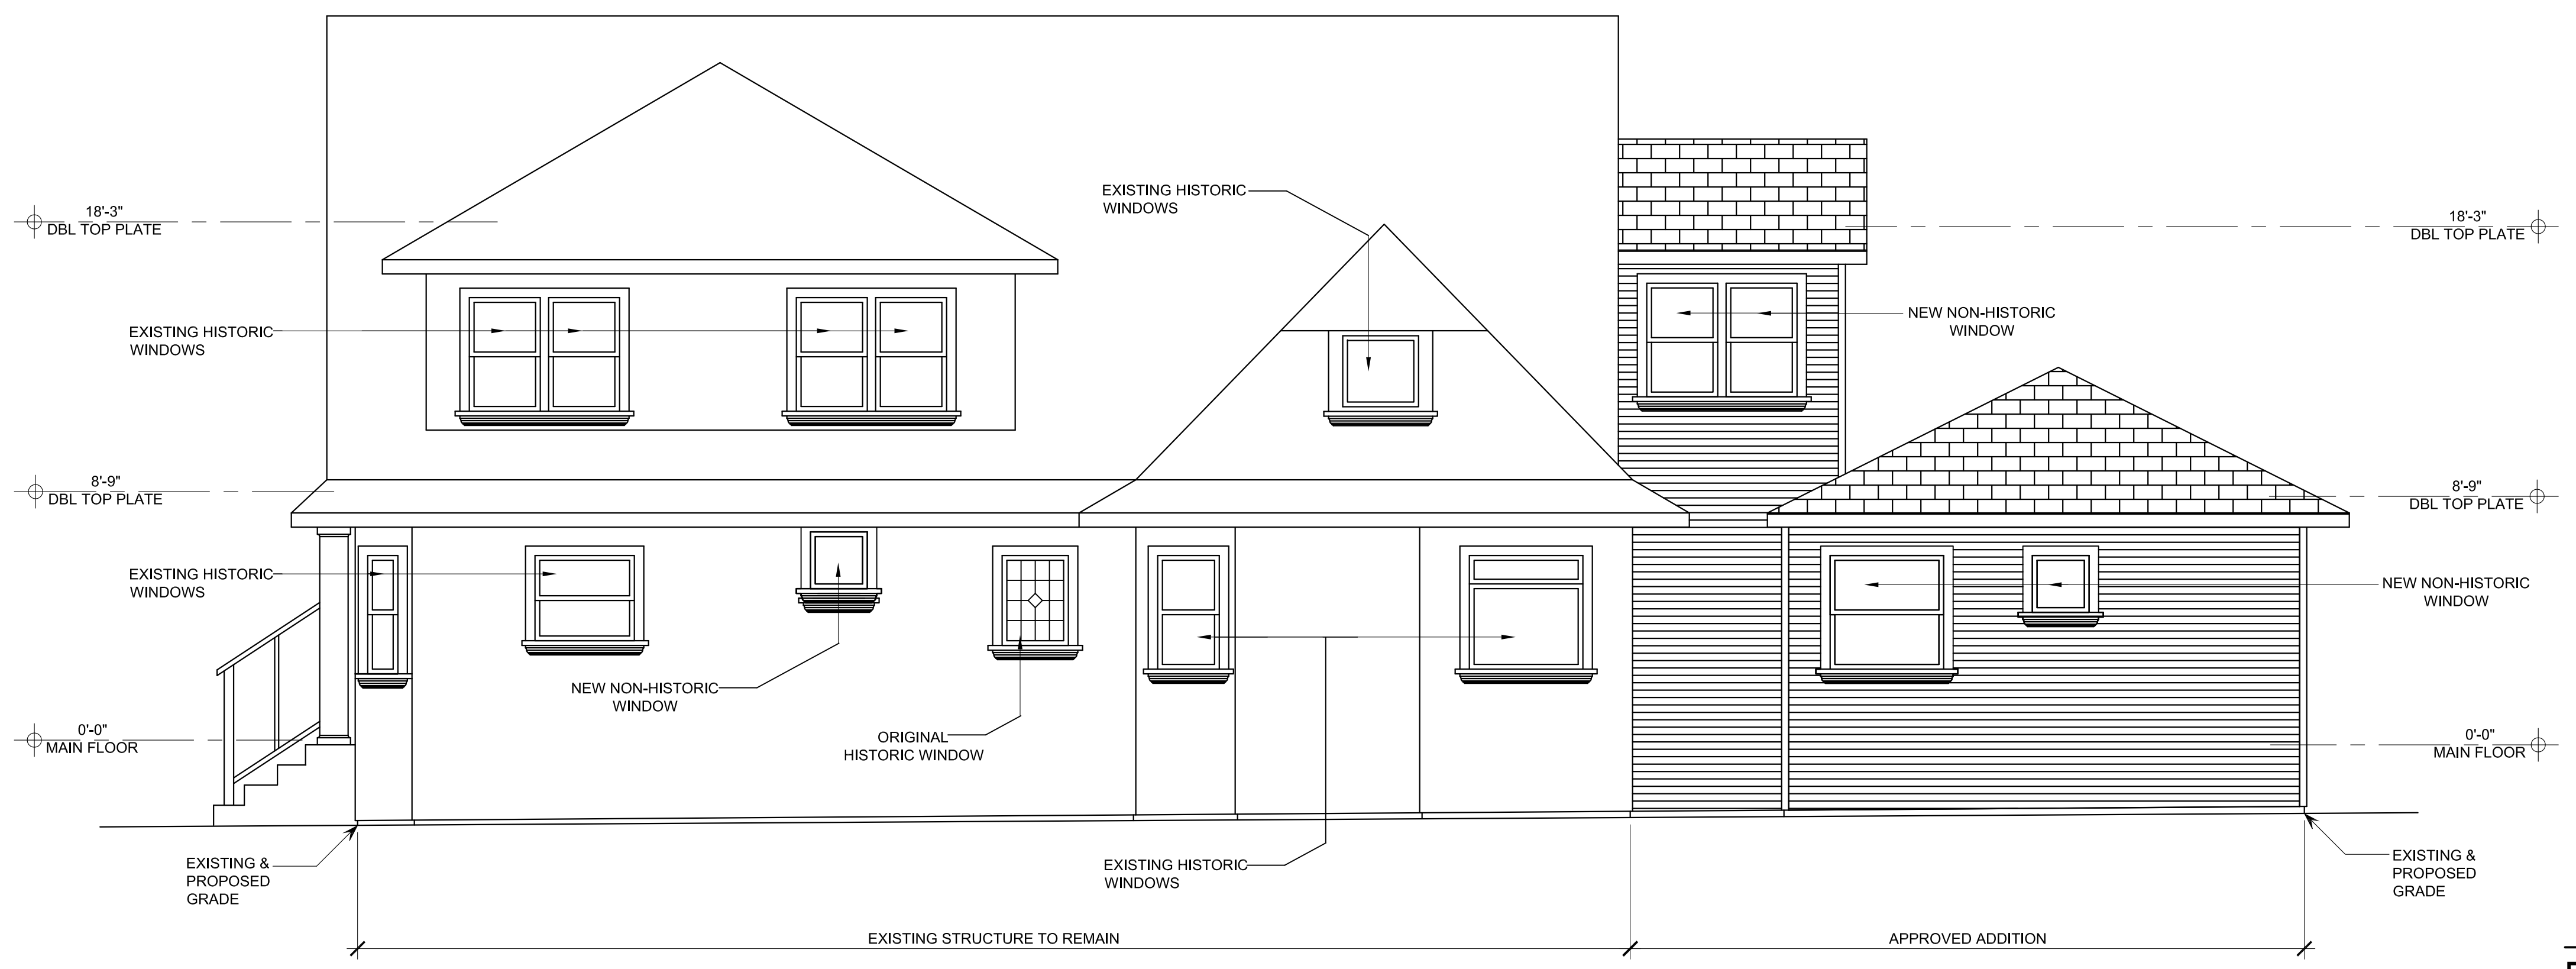 EXISTING HISTORIC
WINDOWS
18'-3"
DBL TOP PLATE
18'-3"
DBL TOP PLATE
EXISTING HISTORIC
WINDOWS
NEW NON-HISTORIC
WINDOW
8'-9"
DBL TOP PLATE
8'-9"
DBL TOP PLATE
EXISTING HISTORIC
WINDOWS
NEW NON-HISTORIC
WINDOW
NEW NON-HISTORIC
WINDOW
0'-0"
MAIN FLOOR
ORIGINAL
HISTORIC WINDOW
0'-0"
MAIN FLOOR
EXISTING &
PROPOSED
GRADE
EXISTING HISTORIC
WINDOWS
EXISTING &
PROPOSED
GRADE
EXISTING STRUCTURE TO REMAIN
APPROVED ADDITION